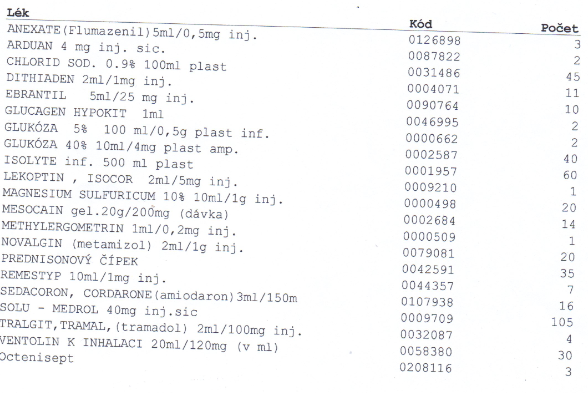 Lék Kód Počet
ANEXATE(Flumazenil)5ml/0,5mg inj. 0126898 3
ARDUAN 4 mg inj. sic. 0087822 2
CHLORID SOD. 0.9% 100ml plast 0031486 45
DITHIADEN 2ml/1mg inj. 0004071 11
EBRANTIL 5ml/25 mg inj. 0090764 10
GLUCAGEN HYPOKIT 1ml 0046995 2
GLUKÓZA 5% 100 ml/0,5g plast inf. 0000662 2
GLUKÓZA 40% 10ml/4mg plast amp. 0002587 40
ISOLYTE inf. 500 ml plast 0001957 60
LEKOPTIN , ISOCOR 2ml/5mg inj. 0009210 1
MAGNESIUM SULFURICUM 10% 10ml/1g inj. 0000498 20
MESOCAIN gel.20g/200mg (dávka) 0002684 14
METHYLERGOMETRIN 1ml/0,2mg inj. 0000509 1
NOVALGIN (metamizol) 2ml/1g inj. 0079081 20
PREDNISONOVÝ ČÍPEK 0042591 35
REMESTYP 10ml/1mg inj. 0044357 7
SEDACORON, CORDARONE(amiodaron)3ml/150m 0107938 16
SOLU - MEDROL 40mg inj.sic 0009709 105
TRALGIT,TRAMAL,(tramadol) 2ml/100mg inj. 0032087 4
VENTOLIN K INHALACI 20ml/120mg (v ml) 0058380 30
Octenisept 0208116 3